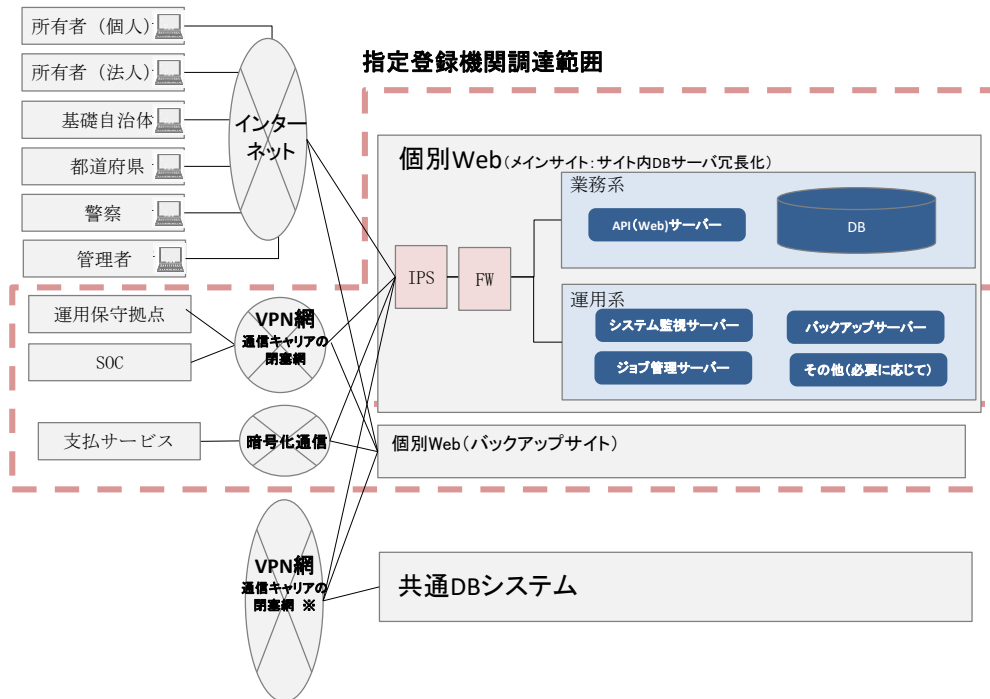 所有者（個人）
所有者（法人）
基礎自治体
都道府県
警察
管理者
インター
ネット
指定登録機関調達範囲
個別Web（メインサイト：サイト内DBサーバ冗長化）
業務系
API（Web）サーバー
DB
IPS
FW
運用系
システム監視サーバー
バックアップサーバー
ジョブ管理サーバー
その他（必要に応じて）
運用保守拠点
SOC
VPN網
通信キャリアの
閉塞網
支払サービス
暗号化通信
個別Web（バックアップサイト）
VPN網
通信キャリアの
閉塞網 ※
共通DBシステム